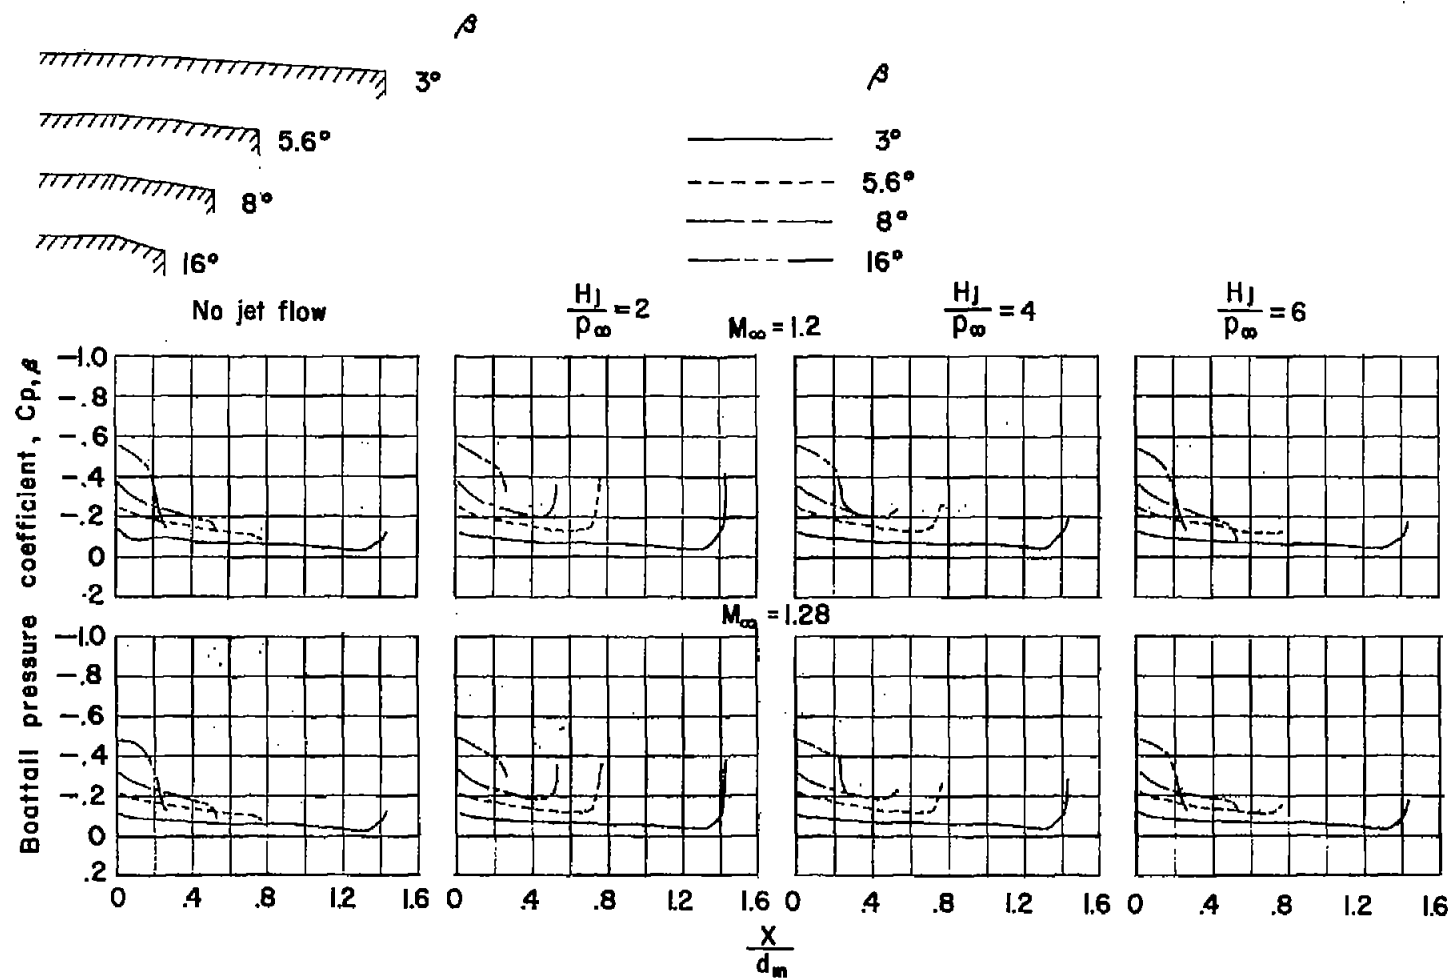 β
3°
5.6°
8°
16°
β
3°
5.6°
8°
16°
No jet flow
Hj/p∞ = 2
M∞ = 1.2
Hj/p∞ = 4
Hj/p∞ = 6
Boattail pressure coefficient, Cp,β
-1.0
-.8
-.6
-.4
-.2
0
.2
M∞ = 1.28
-1.0
-.8
-.6
-.4
-.2
0
.2
0 .4 .8 1.2 1.6
0 .4 .8 1.2 1.6
0 .4 .8 1.2 1.6
0 .4 .8 1.2 1.6
X/dm